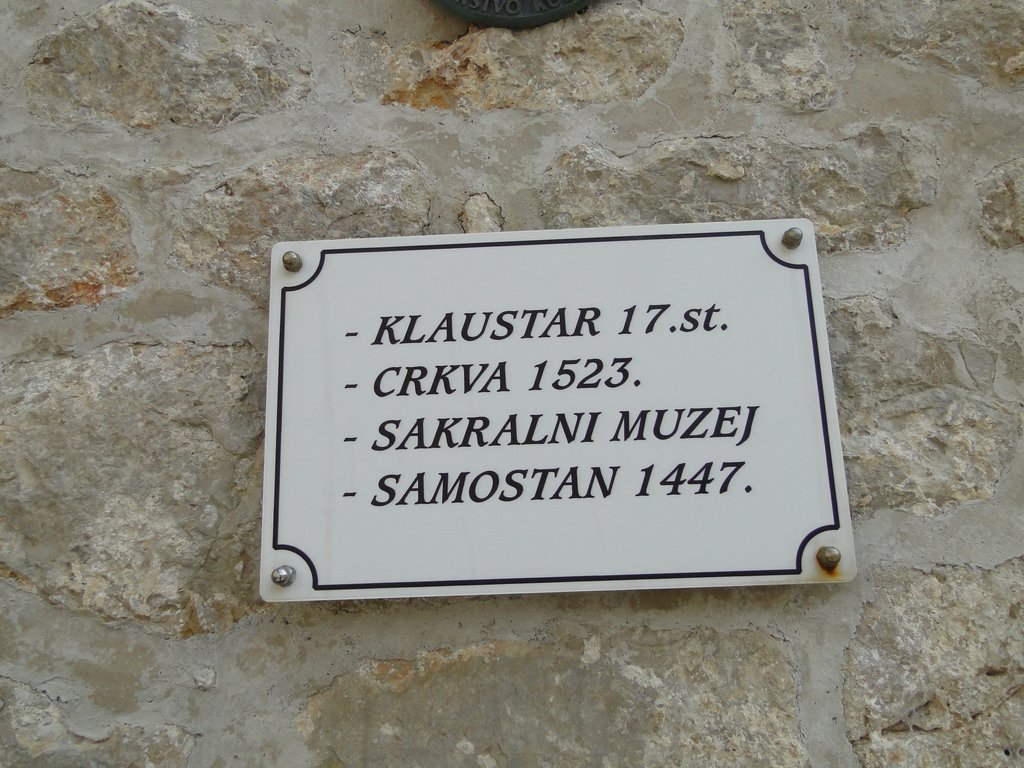 - KLAUSTAR 17.st.
- CRKVA 1523.
- SAKRALNI MUZEJ
- SAMOSTAN 1447.